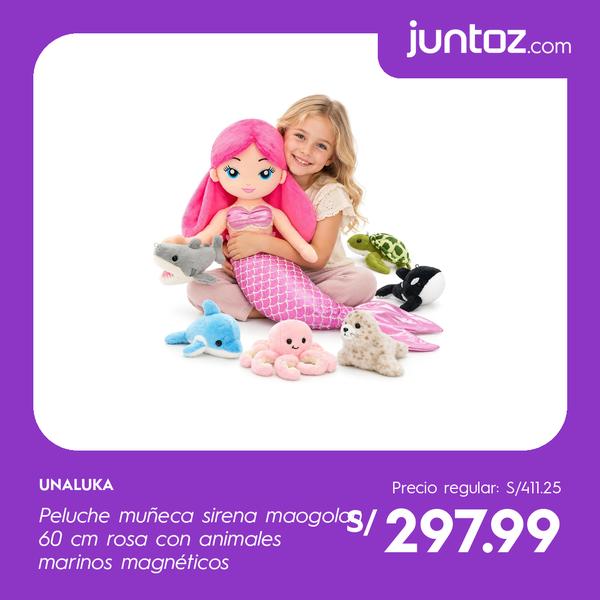 juntoz.com
UNALUKA
Peluche muñeca sirena maogolas
60 cm rosa con animales
marinos magnéticos
Precio regular: S/411.25
S/ 297.99